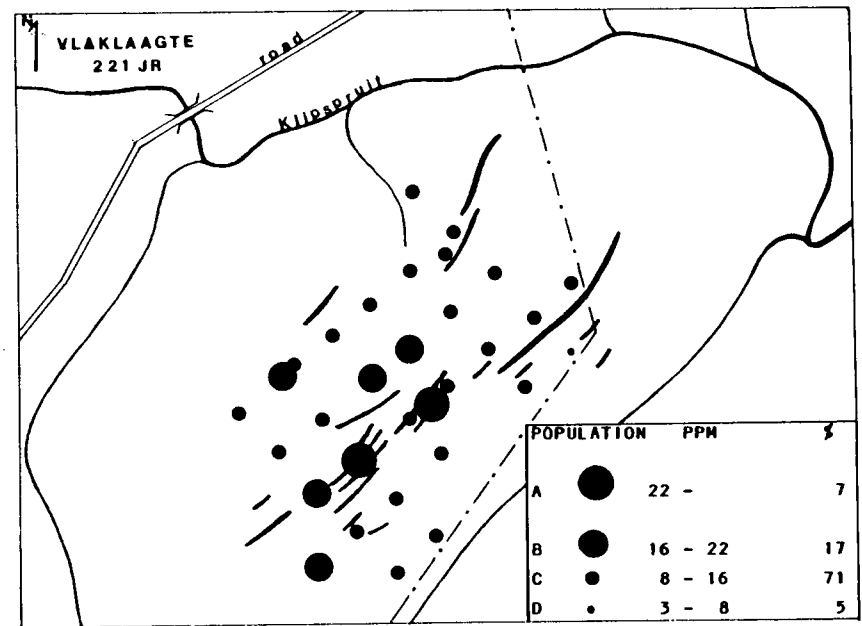 N
VLAKLAAGTE
221 JR
road
Klipspruit
POPULATION PPM %
A 22 - 7
B 16 - 22 17
C 8 - 16 71
D 3 - 8 5